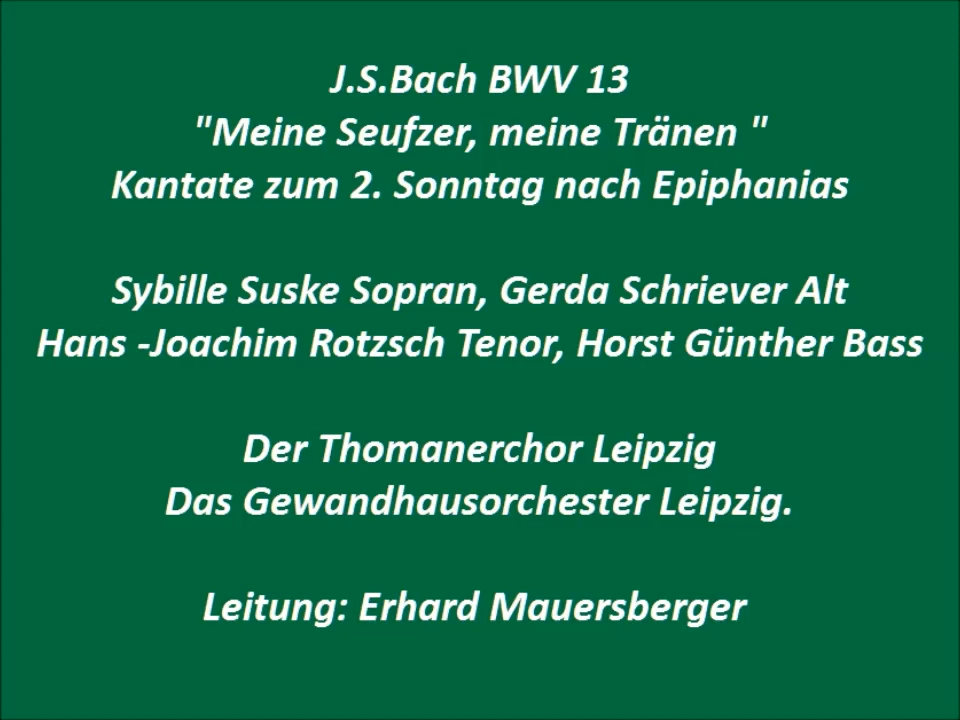 J.S.Bach BWV 13
"Meine Seufzer, meine Tränen "
Kantate zum 2. Sonntag nach Epiphanias
Sybille Suske Sopran, Gerda Schriever Alt
Hans -Joachim Rotzsch Tenor, Horst Günther Bass
Der Thomanerchor Leipzig
Das Gewandhausorchester Leipzig.
Leitung: Erhard Mauersberger